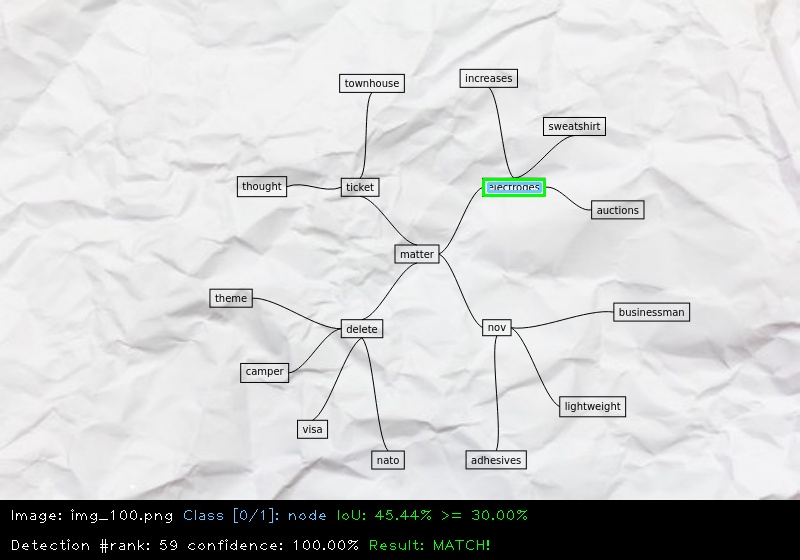 townhouse
increases
sweatshirt
thought
ticket
electrodes
auctions
matter
theme
businessman
delete
nov
camper
lightweight
visa
nato
adhesives
Image: img_100.png Class [0/1]: node IoU: 45.44% >= 30.00%
Detection #rank: 59 confidence: 100.00% Result: MATCH!